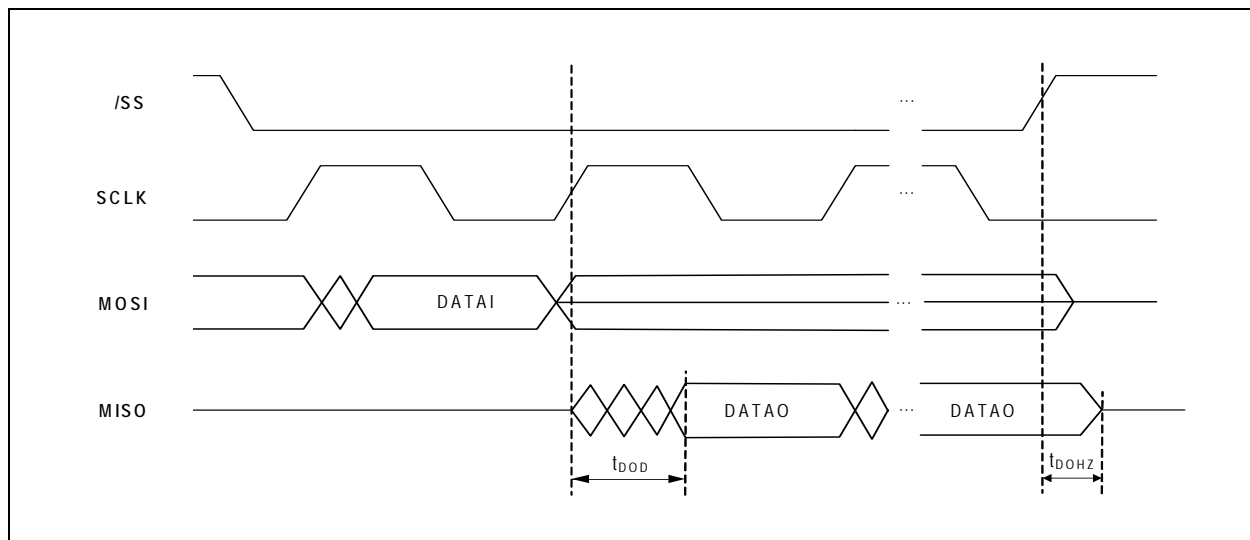 /SS
...
SCLK
...
MOSI
DATAI
...
MISO
DATAO
...
DATAO
tDOD
tDOHZ